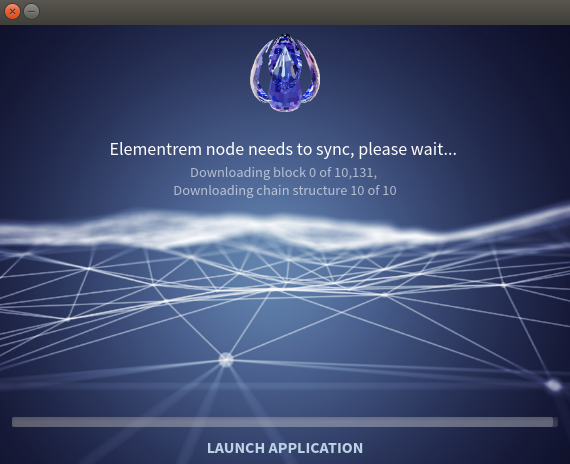 Elementrem node needs to sync, please wait...
Downloading block 0 of 10,131,
Downloading chain structure 10 of 10
LAUNCH APPLICATION